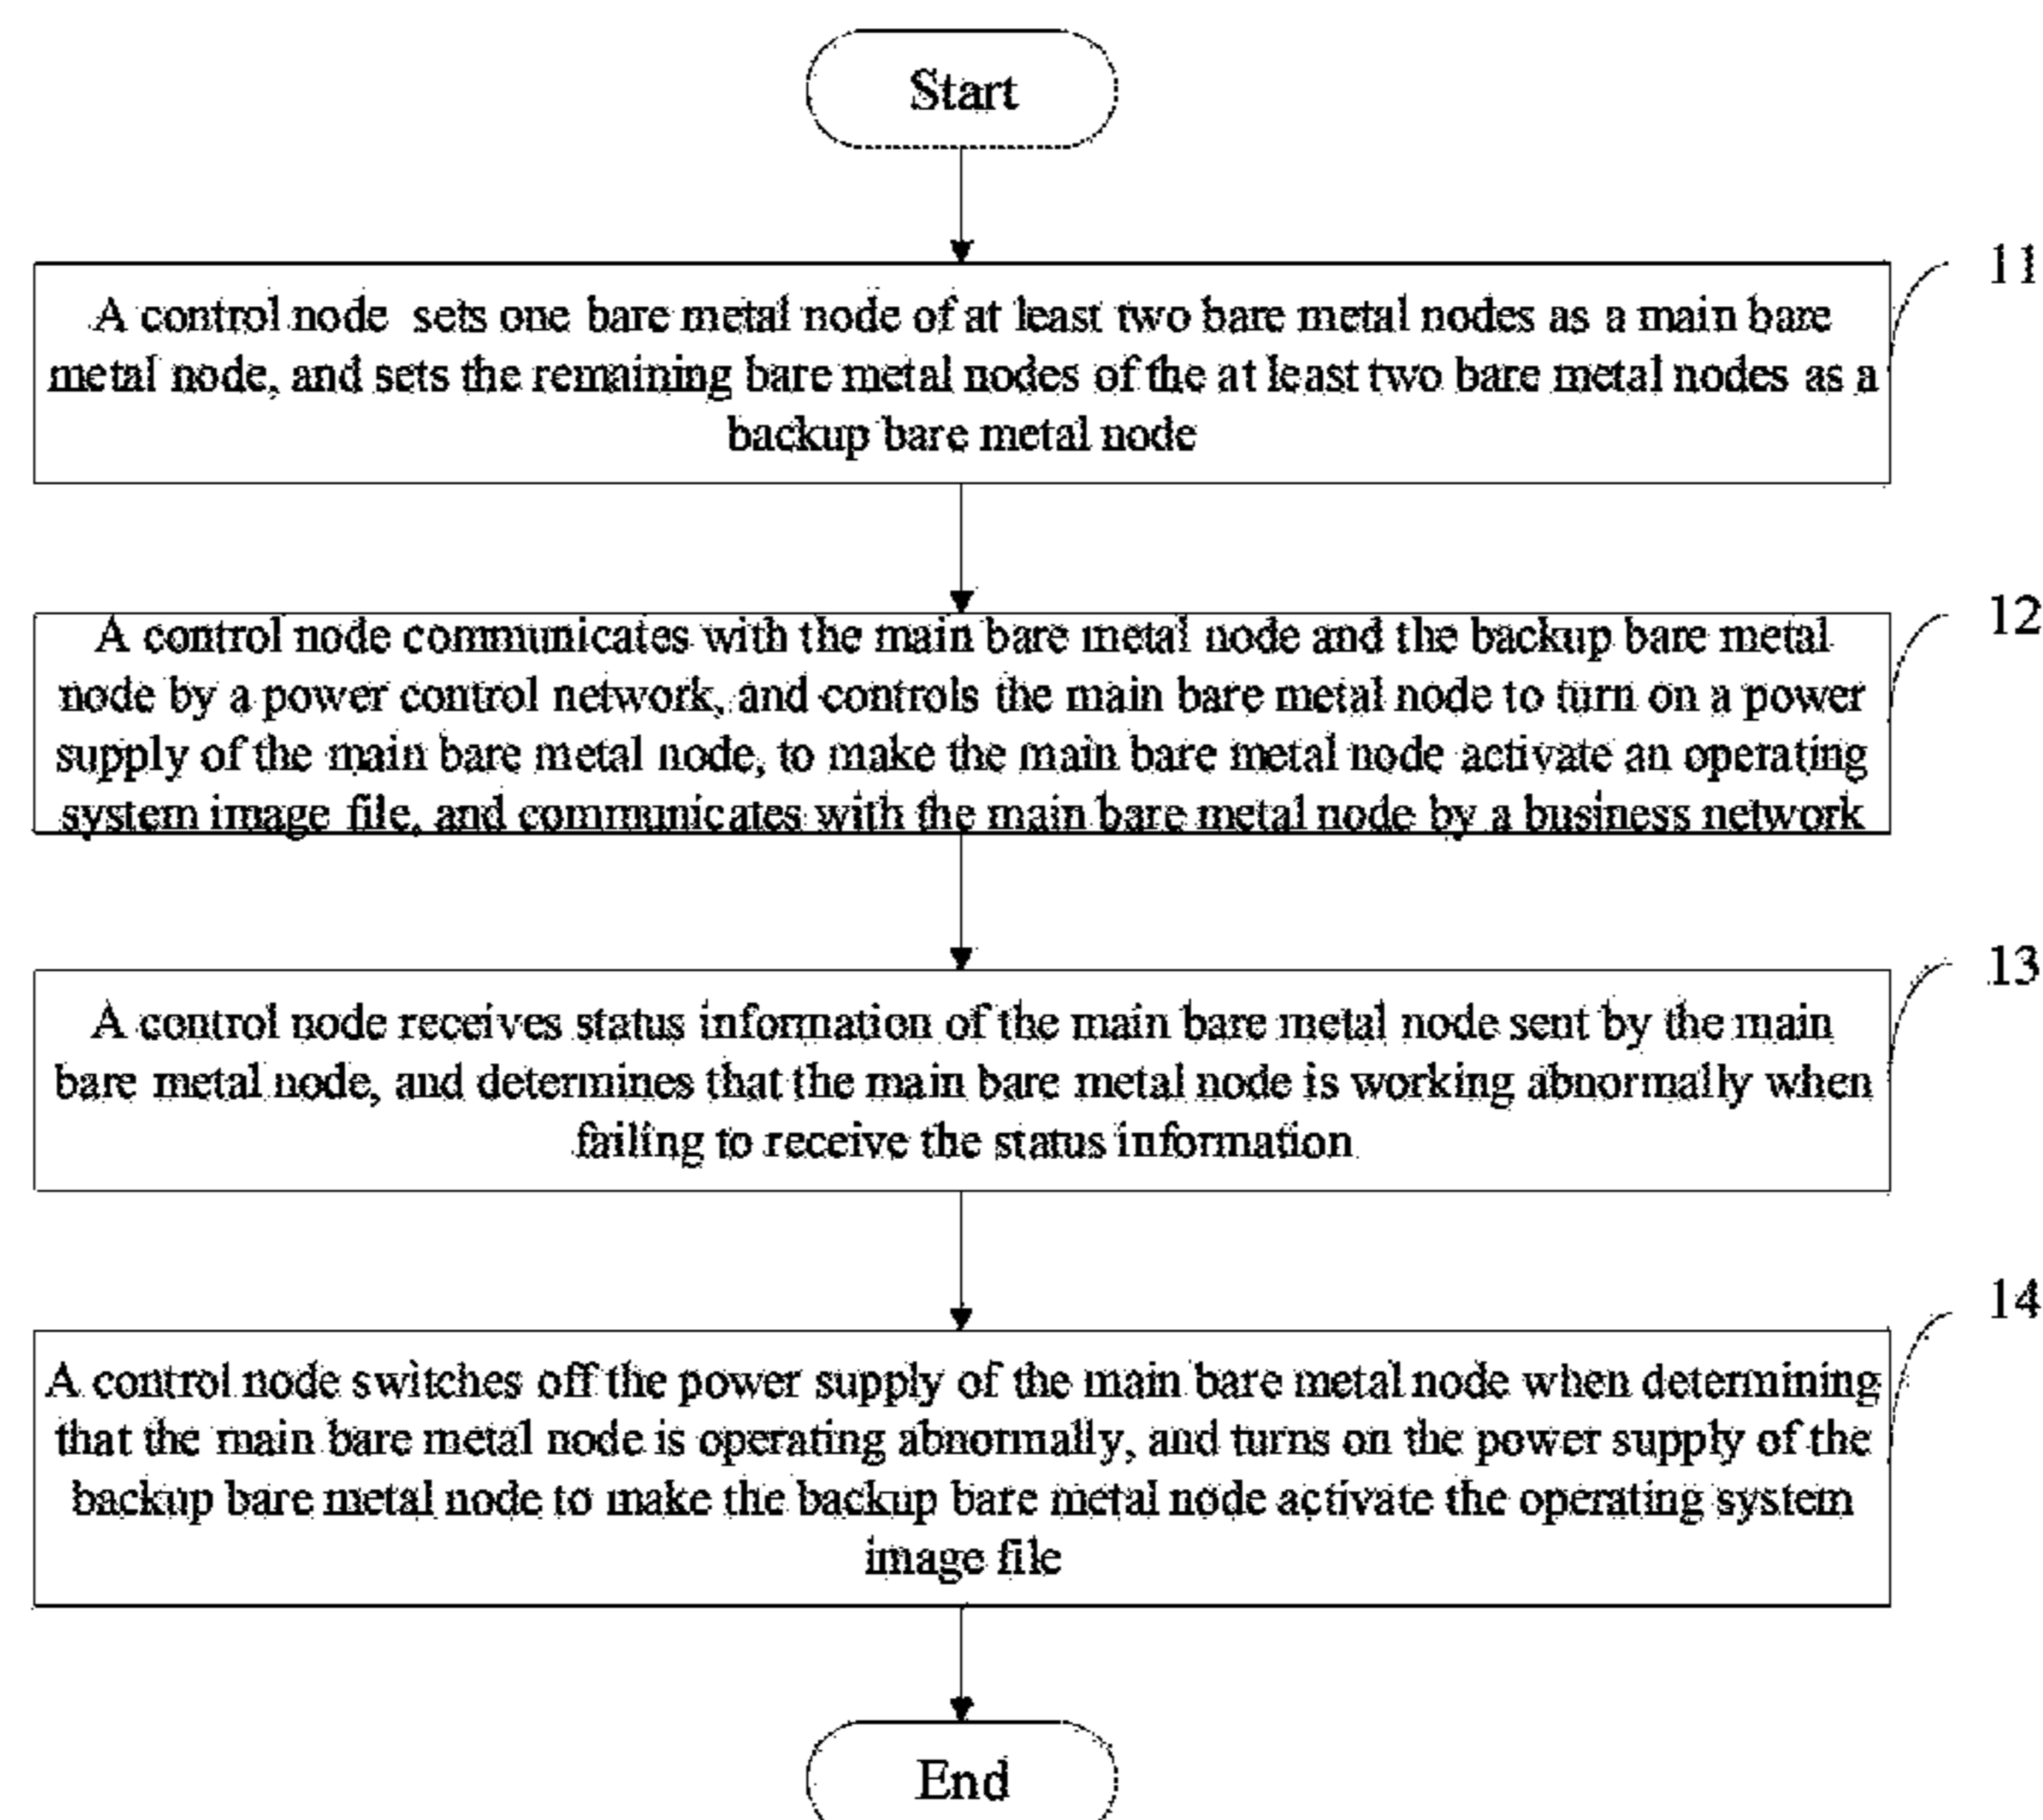 Start
11
A control node sets one bare metal node of at least two bare metal nodes as a main bare
metal node, and sets the remaining bare metal nodes of the at least two bare metal nodes as a
backup bare metal node
12
A control node communicates with the main bare metal node and the backup bare metal
node by a power control network, and controls the main bare metal node to turn on a power
supply of the main bare metal node, to make the main bare metal node activate an operating
system image file, and communicates with the main bare metal node by a business network
13
A control node receives status information of the main bare metal node sent by the main
bare metal node, and determines that the main bare metal node is working abnormally when
failing to receive the status information
14
A control node switches off the power supply of the main bare metal node when determining
that the main bare metal node is operating abnormally, and turns on the power supply of the
backup bare metal node to make the backup bare metal node activate the operating system
image file
End